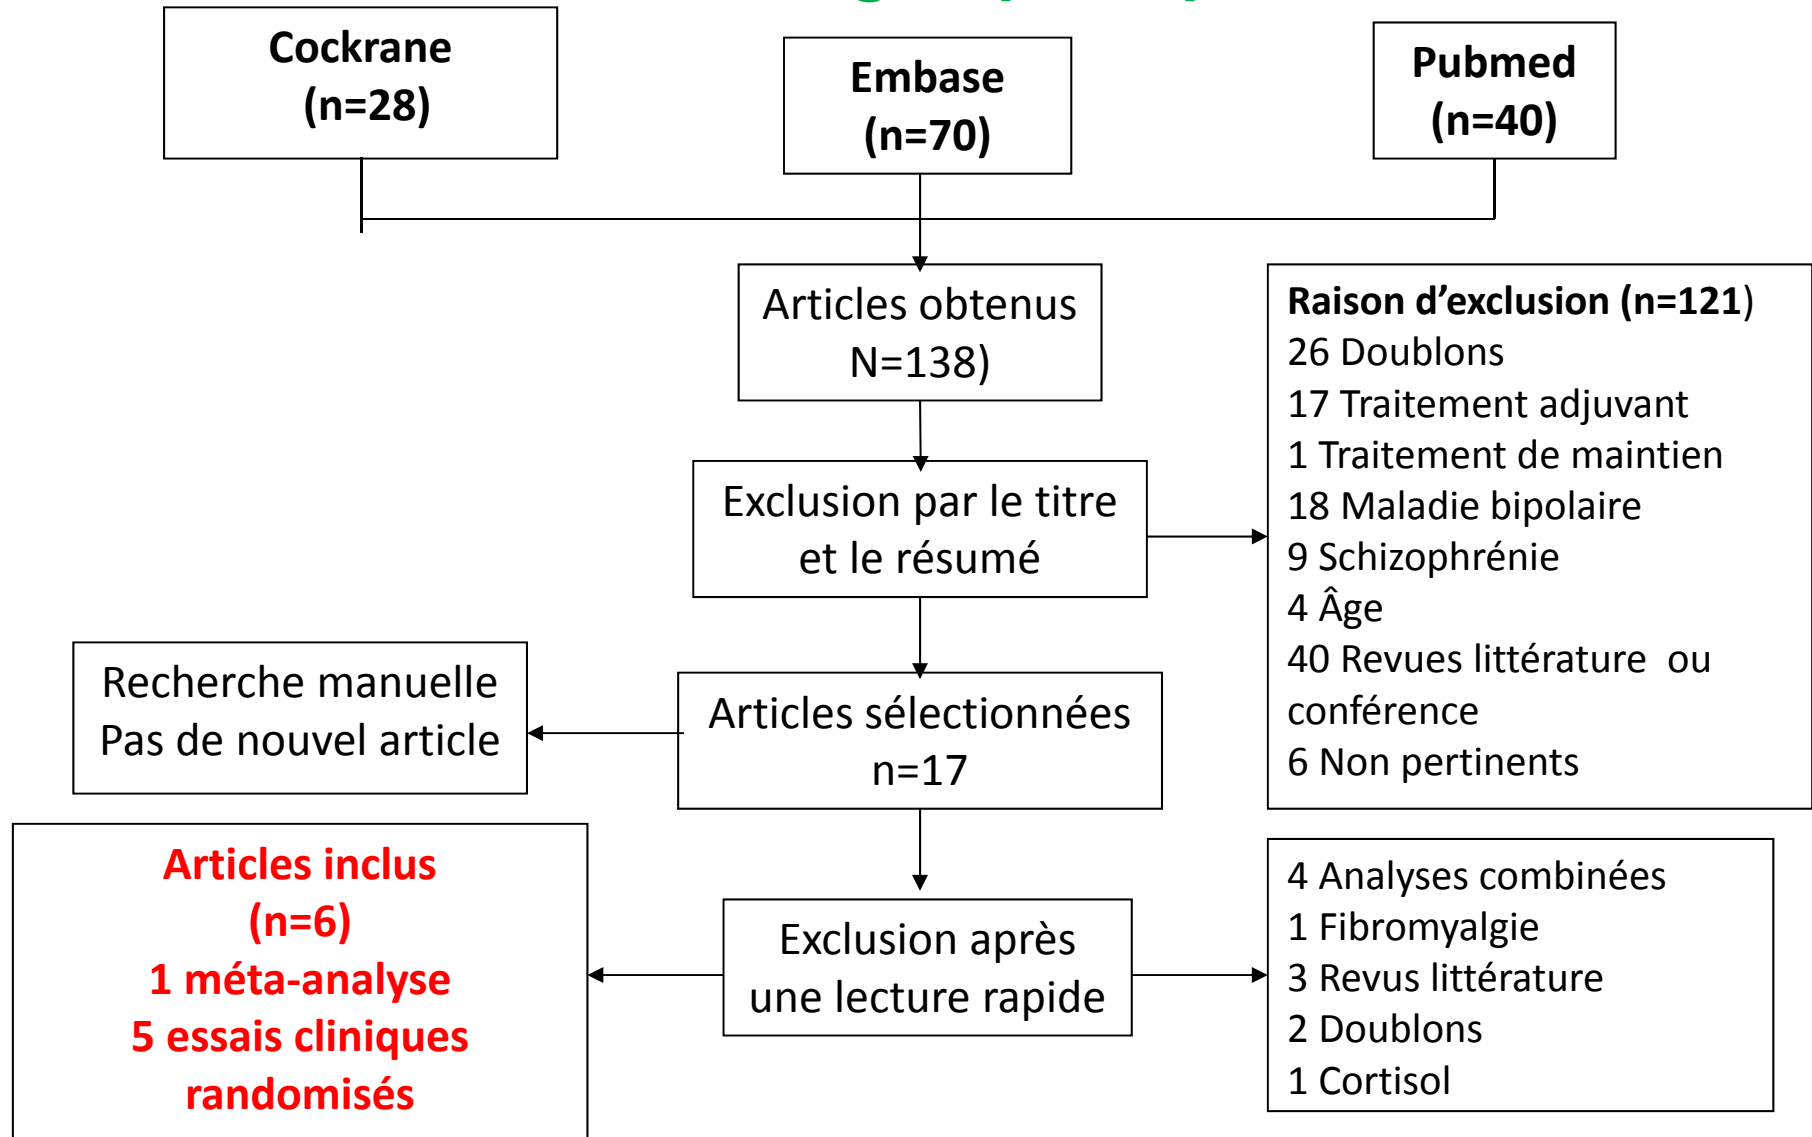 Cockrane
(n=28)
Embase
(n=70)
Pubmed
(n=40)
Articles obtenus
N=138)
Raison d’exclusion (n=121)
26 Doublons
17 Traitement adjuvant
1 Traitement de maintien
18 Maladie bipolaire
9 Schizophrénie
4 Âge
40 Revues littérature ou
conférence
6 Non pertinents
Exclusion par le titre
et le résumé
Recherche manuelle
Pas de nouvel article
Articles sélectionnées
n=17
Articles inclus
(n=6)
1 méta-analyse
5 essais cliniques
randomisés
Exclusion après
une lecture rapide
4 Analyses combinées
1 Fibromyalgie
3 Revus littérature
2 Doublons
1 Cortisol